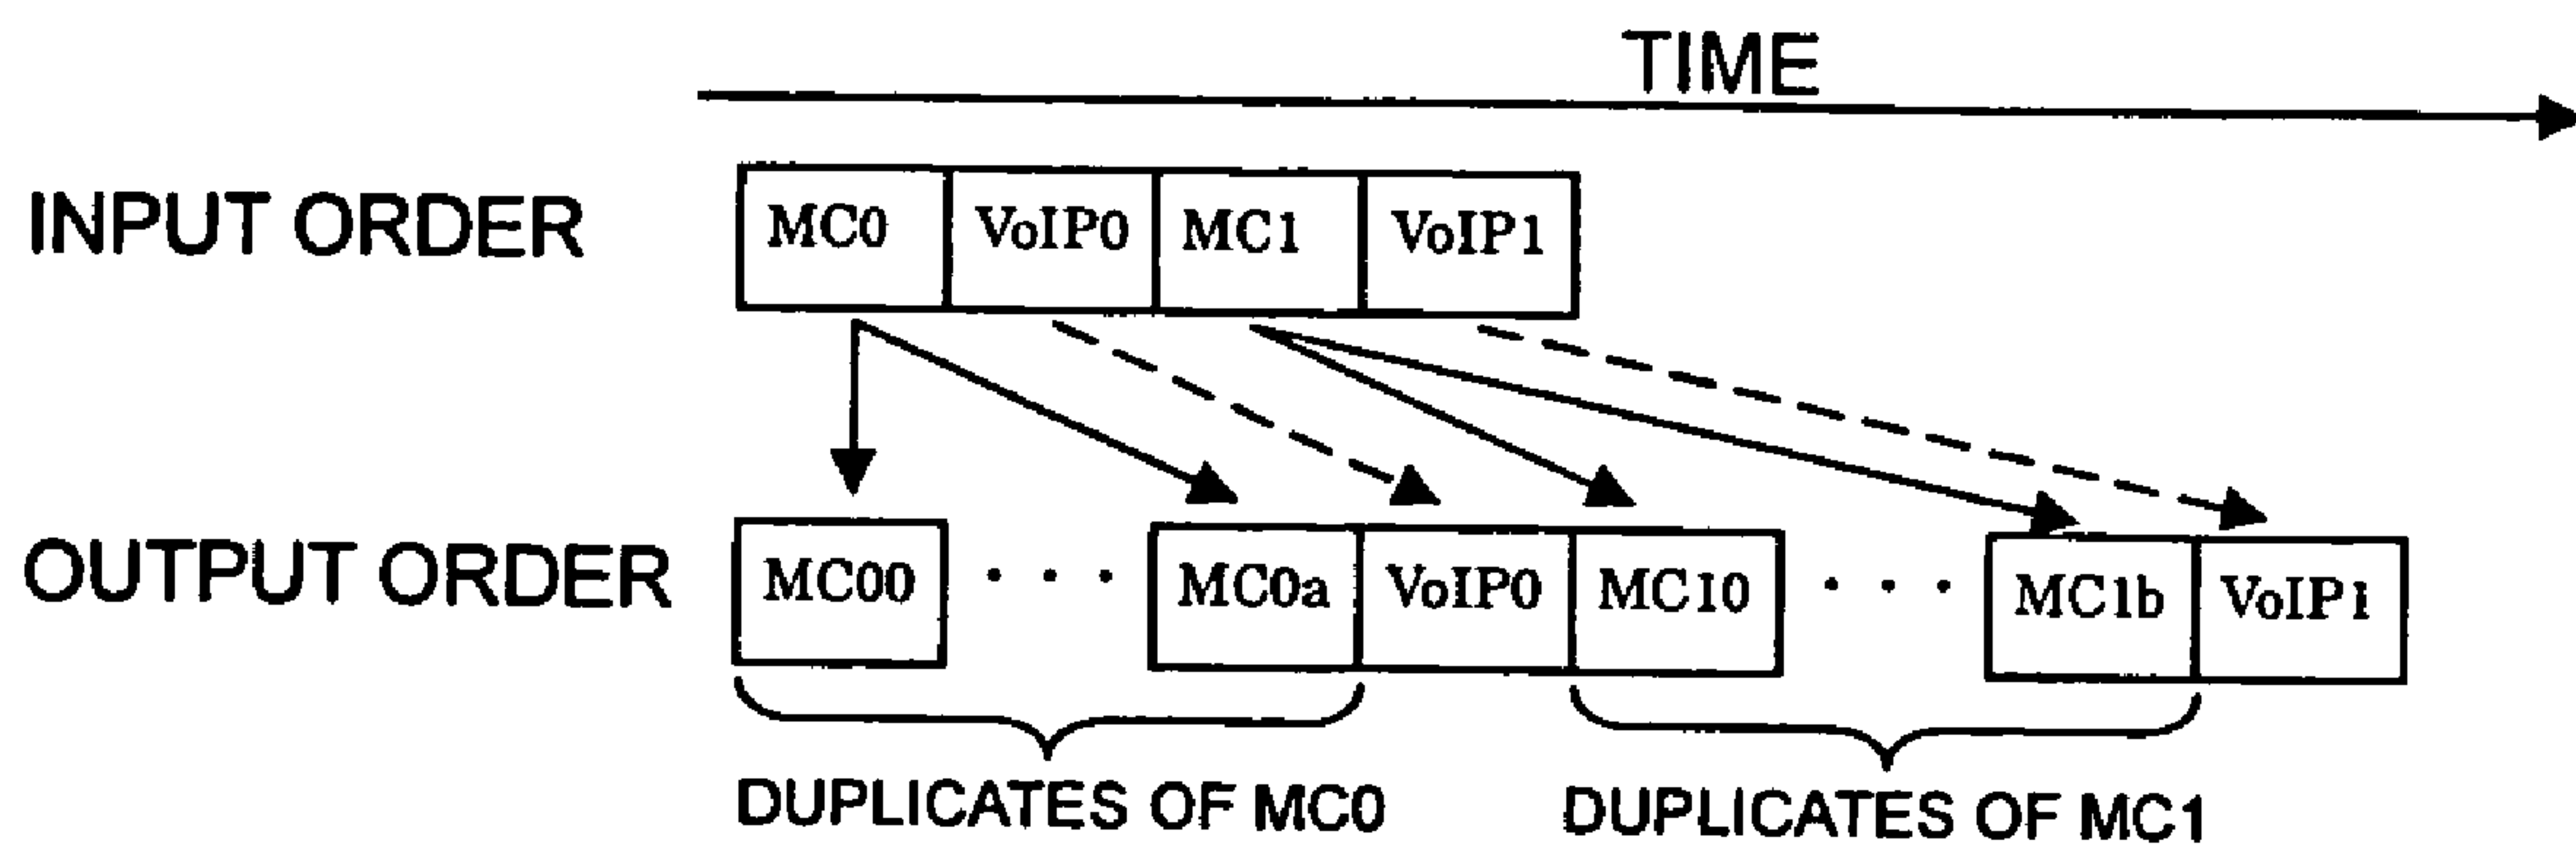 TIME
INPUT ORDER MC0 VoIP0 MC1 VoIP1
OUTPUT ORDER MC00 · · · MC0a VoIP0 MC10 · · · MC1b VoIP1
DUPLICATES OF MC0 DUPLICATES OF MC1